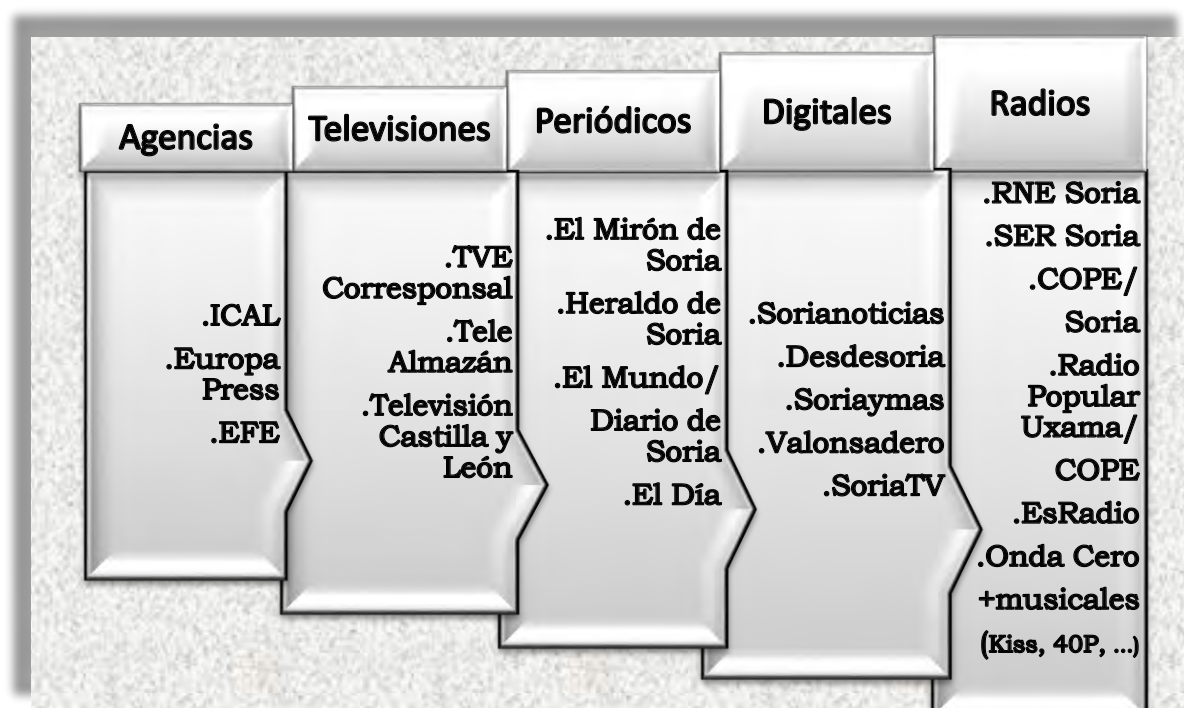 Agencias
.ICAL
.Europa
Press
.EFE
Televisiones
.TVE
Corresponsal
.Tele
Almazán
.Televisión
Castilla y
León
Periódicos
.El Mirón de
Soria
.Heraldo de
Soria
.El Mundo/
Diario de
Soria
.El Día
Digitales
.Sorianoticias
.Desdesoria
.Soriaymas
.Valonsadero
.SoriaTV
Radios
.RNE Soria
.SER Soria
.COPE/
Soria
.Radio
Popular
Uxama/
COPE
.EsRadio
.Onda Cero
+musicales
(Kiss, 40P, ...)